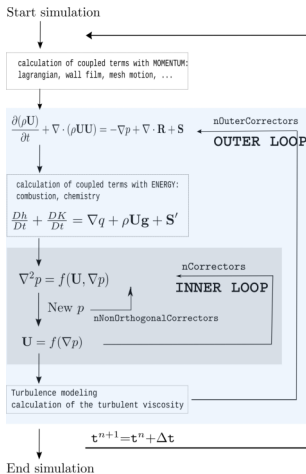 Start simulation
calculation of coupled terms with MOMENTUM:
lagrangian, wall film, mesh motion, ...
nOuterCorrectors
∂(ρU)/∂t + ∇ · (ρUU) = −∇p + ∇ · R + S
OUTER LOOP
calculation of coupled terms with ENERGY:
combustion, chemistry
Dh/Dt + DK/Dt = ∇q + ρUg + S′
nCorrectors
∇²p = f(U, ∇p)
INNER LOOP
New p
nNonOrthogonalCorrectors
U = f(∇p)
Turbulence modeling
calculation of the turbulent viscosity
tⁿ⁺¹=tⁿ+Δt
End simulation